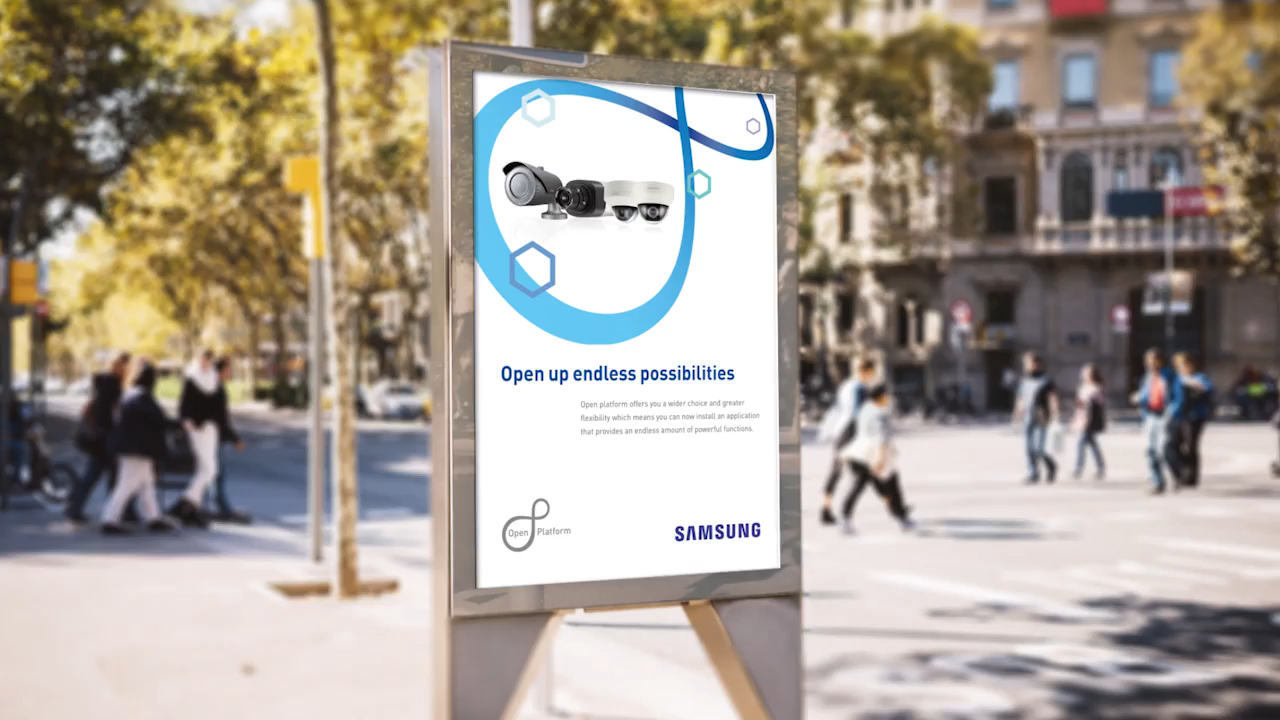 Open up endless possibilities
Open platform offers you a wider choice and greater
flexibility which means you can now install an application
that provides an endless amount of powerful functions.
Open Platform
SAMSUNG